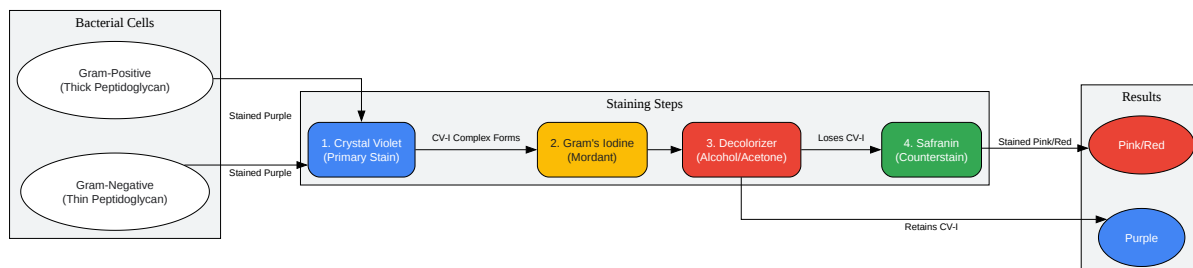 Bacterial Cells
Gram-Positive
(Thick Peptidoglycan)
Gram-Negative
(Thin Peptidoglycan)
Stained Purple
Stained Purple
Staining Steps
1. Crystal Violet
(Primary Stain)
CV-I Complex Forms
2. Gram's Iodine
(Mordant)
3. Decolorizer
(Alcohol/Acetone)
Loses CV-I
4. Safranin
(Counterstain)
Stained Pink/Red
Retains CV-I
Results
Pink/Red
Purple